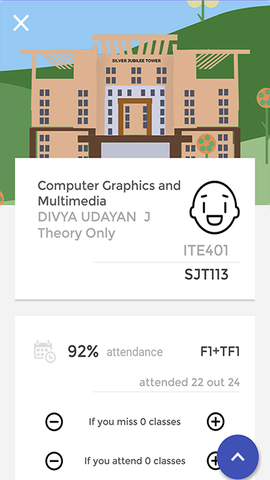 SILVER JUBILEE TOWER
Computer Graphics and
Multimedia
DIVYA UDAYAN J
Theory Only
ITE401
SJT113
92% attendance F1+TF1
attended 22 out 24
If you miss 0 classes
If you attend 0 classes